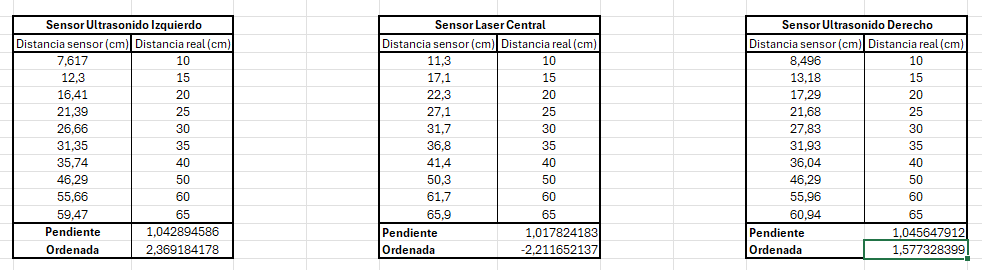 Sensor Ultrasonido Izquierdo Sensor Laser Central Sensor Ultrasonido Derecho
Distancia sensor (cm) Distancia real (cm) Distancia sensor (cm) Distancia real (cm) Distancia sensor (cm) Distancia real (cm)
7,617 10 11,3 10 8,496 10
12,3 15 17,1 15 13,18 15
16,41 20 22,3 20 17,29 20
21,39 25 27,1 25 21,68 25
26,66 30 31,7 30 27,83 30
31,35 35 36,8 35 31,93 35
35,74 40 41,4 40 36,04 40
46,29 50 50,3 50 46,29 50
55,66 60 61,7 60 55,96 60
59,47 65 65,9 65 60,94 65
Pendiente 1,042894586 Pendiente 1,017824183 Pendiente 1,045647912
Ordenada 2,369184178 Ordenada -2,211652137 Ordenada 1,577328399